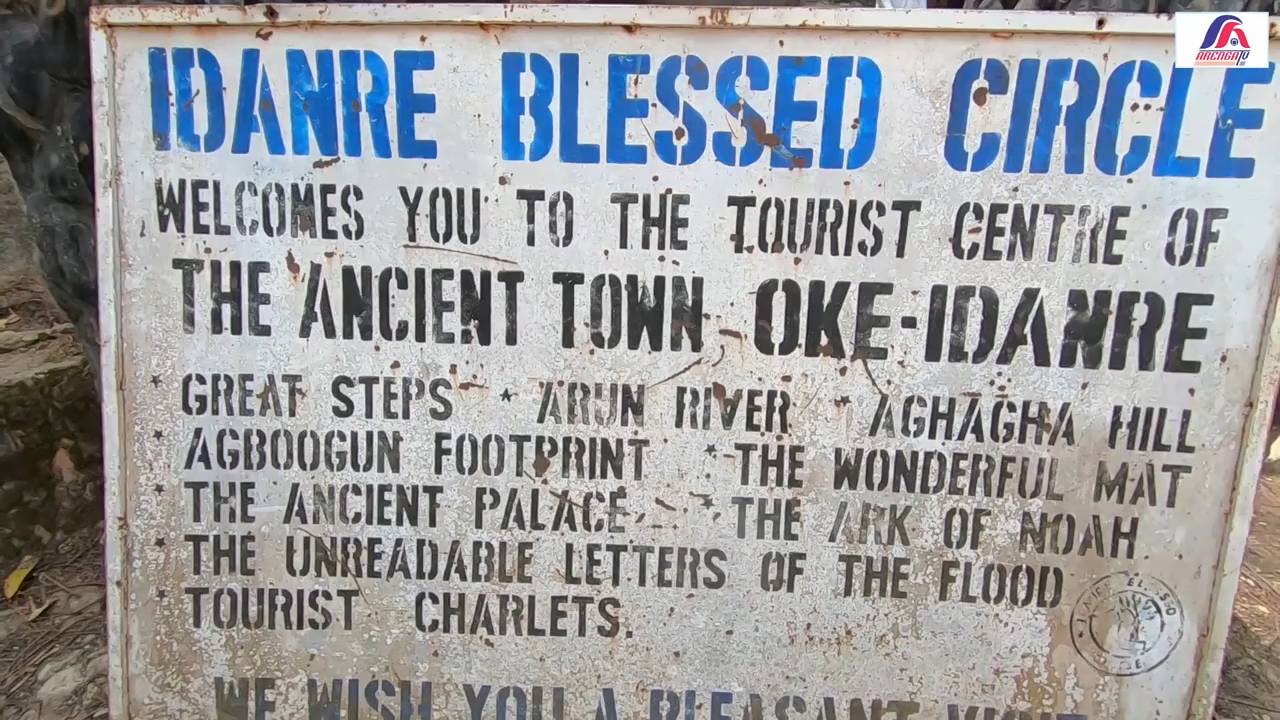 IDANRE BLESSED CIRCLE
WELCOMES YOU TO THE TOURIST CENTRE OF
THE ANCIENT TOWN OKE-IDANRE
* GREAT STEPS * ARUN RIVER * AGHAGHA HILL
* AGBOOGUN FOOTPRINT * THE WONDERFUL MAT
* THE ANCIENT PALACE * THE ARK OF NOAH
* THE UNREADABLE LETTERS OF THE FLOOD
* TOURIST CHARLETS.
WE WISH YOU A PLEASANT VISIT